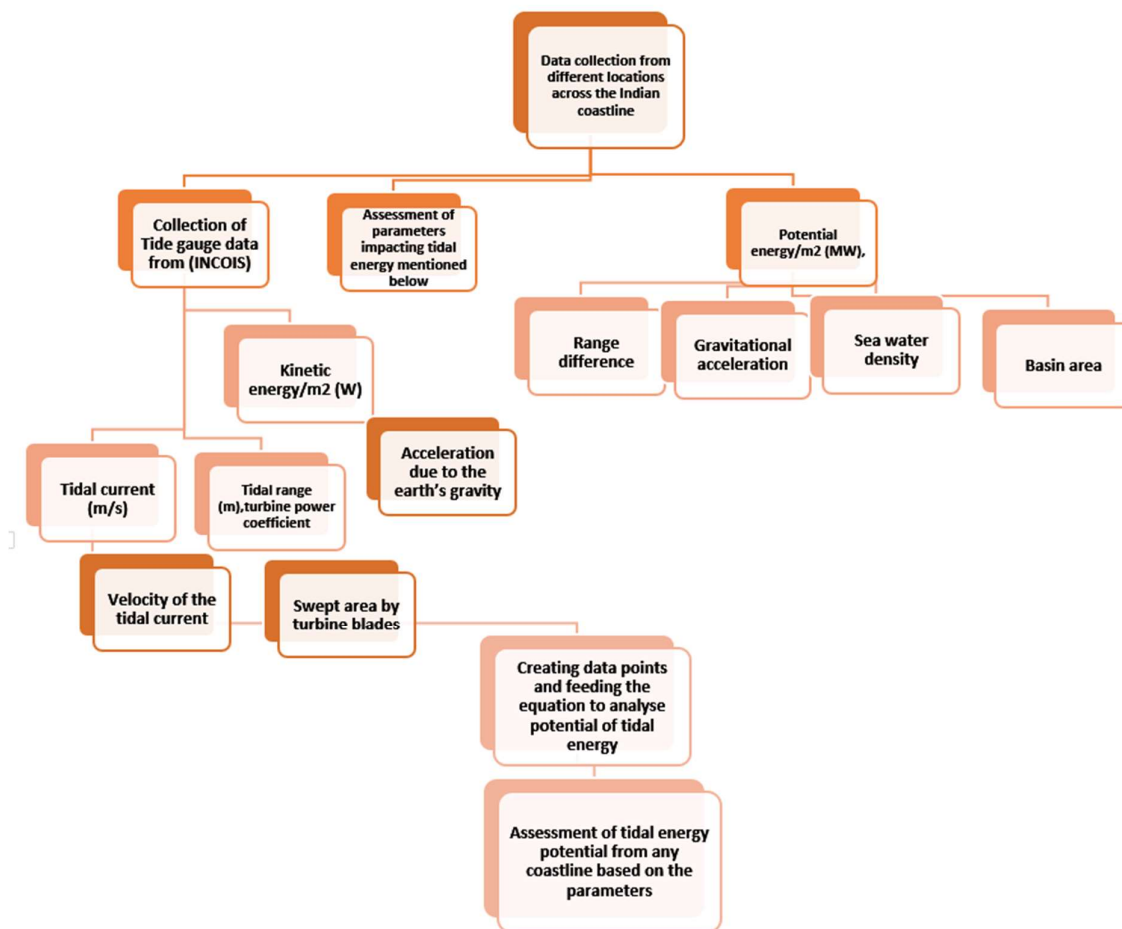 Data collection from
different locations
across the Indian
coastline
Collection of
Tide gauge data
from (INCOIS)
Assessment of
parameters
impacting tidal
energy mentioned
below
Potential
energy/m2 (MW),
Range
difference
Gravitational
acceleration
Sea water
density
Basin area
Kinetic
energy/m2 (W)
Acceleration
due to the
earth’s gravity
Tidal current
(m/s)
Tidal range
(m),turbine power
coefficient
Velocity of the
tidal current
Swept area by
turbine blades
Creating data points
and feeding the
equation to analyse
potential of tidal
energy
Assessment of tidal energy
potential from any
coastline based on the
parameters